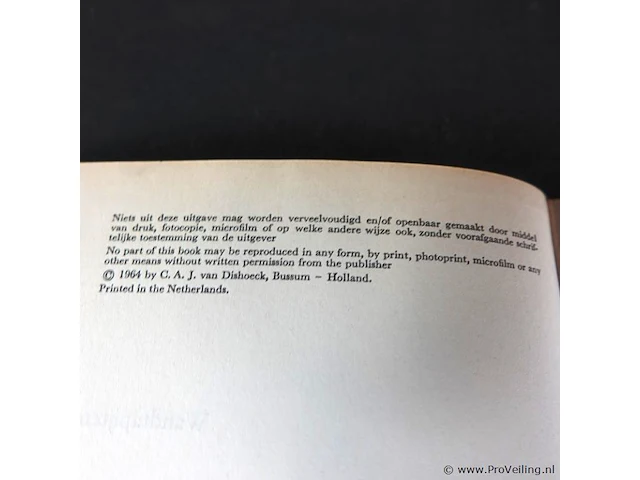 Niets uit deze uitgave mag worden verveelvoudigd en/of openbaar gemaakt door middel
van druk, fotocopie, microfilm of op welke andere wijze ook, zonder voorafgaande schrif-
telijke toestemming van de uitgever
No part of this book may be reproduced in any form, by print, photoprint, microfilm or any
other means without written permission from the publisher
© 1964 by C. A. J. van Dishoeck, Bussum – Holland.
Printed in the Netherlands.
© www.ProVeiling.nl